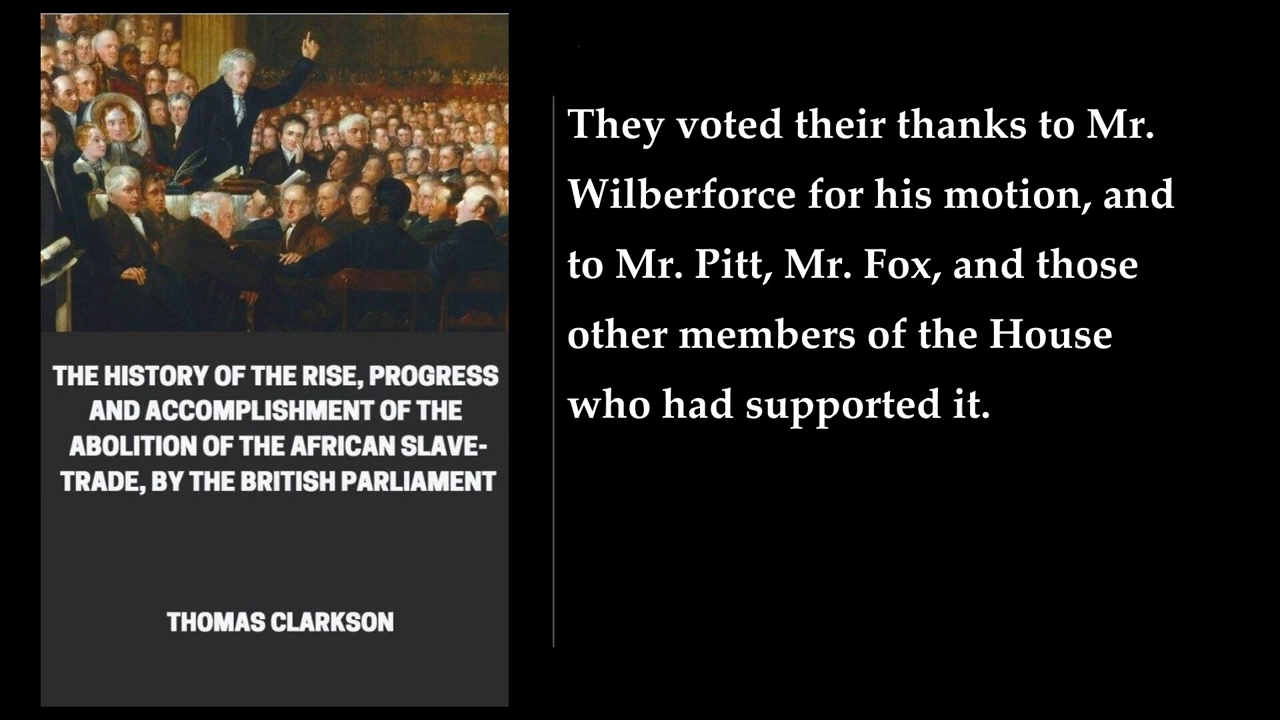 THE HISTORY OF THE RISE, PROGRESS
AND ACCOMPLISHMENT OF THE
ABOLITION OF THE AFRICAN SLAVE-
TRADE, BY THE BRITISH PARLIAMENT
THOMAS CLARKSON
They voted their thanks to Mr.
Wilberforce for his motion, and
to Mr. Pitt, Mr. Fox, and those
other members of the House
who had supported it.